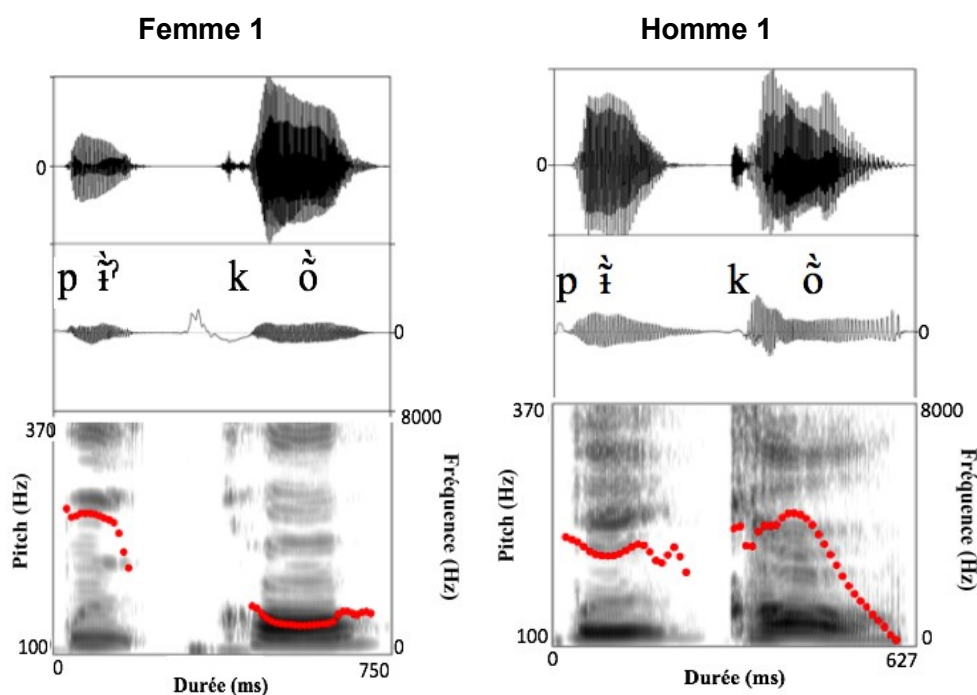 Femme 1
0
p ɨ̰̀ˀ k õ̀
0
370
8000
Pitch (Hz)
Fréquence (Hz)
100
0
0
750
Durée (ms)
Homme 1
0
p ɨ̃̀ k õ̀
0
370
8000
Pitch (Hz)
Fréquence (Hz)
100
0
0
627
Durée (ms)